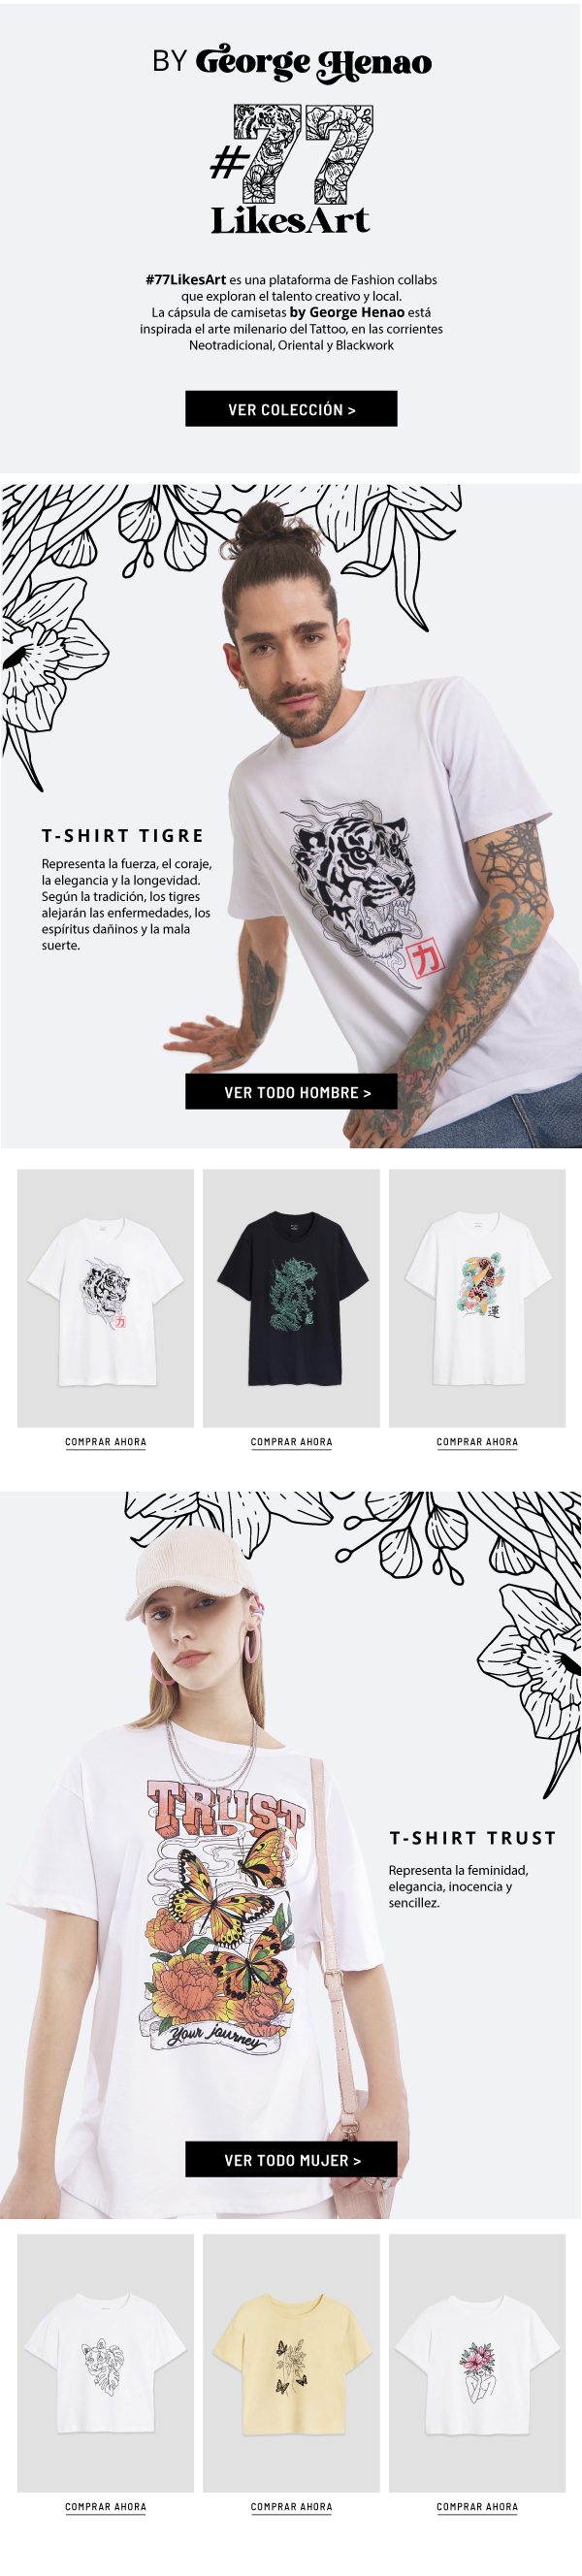 BY George Henao
#77
LikesArt
#77LikesArt es una plataforma de Fashion collabs
que exploran el talento creativo y local.
La cápsula de camisetas by George Henao está
inspirada el arte milenario del Tattoo, en las corrientes
Neotradicional, Oriental y Blackwork
VER COLECCIÓN >
T-SHIRT TIGRE
Representa la fuerza, el coraje,
la elegancia y la longevidad.
Según la tradición, los tigres
alejarán las enfermedades, los
espíritus dañinos y la mala
suerte.
力
VER TODO HOMBRE >
力
運
COMPRAR AHORA
COMPRAR AHORA
COMPRAR AHORA
TRUST
Your journey
T-SHIRT TRUST
Representa la feminidad,
elegancia, inocencia y
sencillez.
VER TODO MUJER >
COMPRAR AHORA
COMPRAR AHORA
COMPRAR AHORA